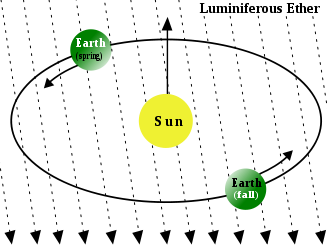 Luminiferous Ether
Earth
(spring)
Sun
Earth
(fall)